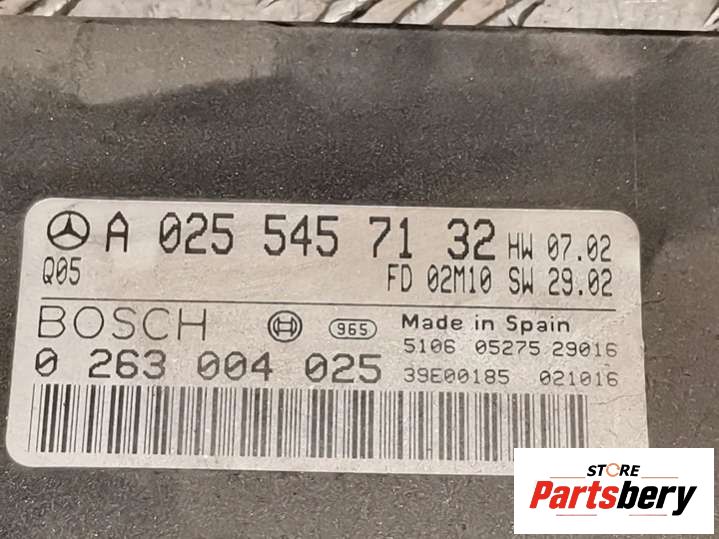 A 025 545 71 32 HW 07.02
Q05 FD 02M10 SW 29.02
BOSCH 965 Made in Spain
5106 05275 29016
0 263 004 025 39E00185 021016
STORE
Partsbery